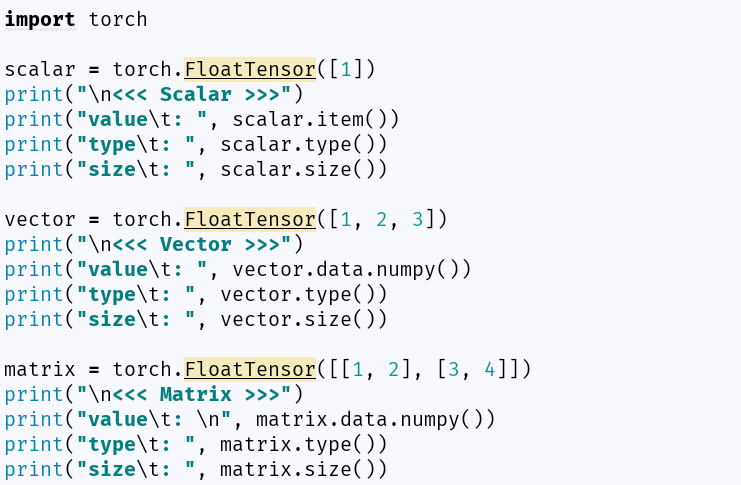 import torch
scalar = torch.FloatTensor([1])
print("\n<<< Scalar >>>")
print("value\t: ", scalar.item())
print("type\t: ", scalar.type())
print("size\t: ", scalar.size())
vector = torch.FloatTensor([1, 2, 3])
print("\n<<< Vector >>>")
print("value\t: ", vector.data.numpy())
print("type\t: ", vector.type())
print("size\t: ", vector.size())
matrix = torch.FloatTensor([[1, 2], [3, 4]])
print("\n<<< Matrix >>>")
print("value\t: \n", matrix.data.numpy())
print("type\t: ", matrix.type())
print("size\t: ", matrix.size())